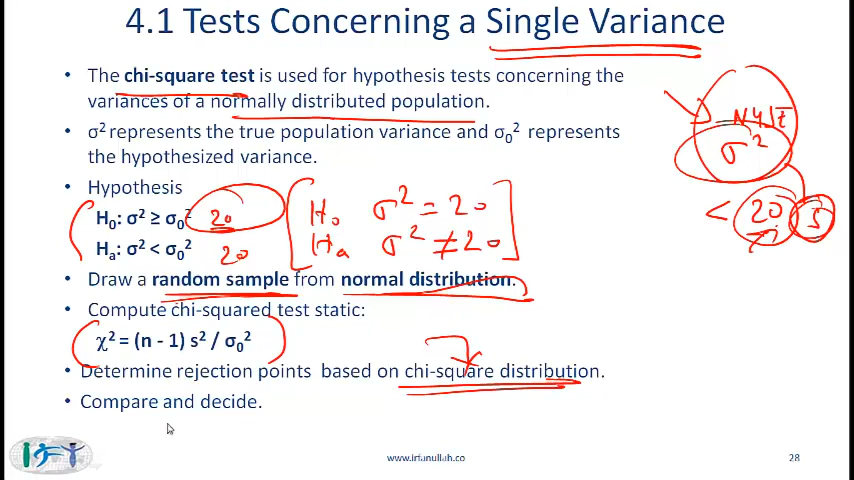 4.1 Tests Concerning a Single Variance
• The chi-square test is used for hypothesis tests concerning the
variances of a normally distributed population.
• σ² represents the true population variance and σ₀² represents
the hypothesized variance.
• Hypothesis
H₀: σ² ≥ σ₀² 20
Hₐ: σ² < σ₀² 20
H₀ σ² = 20
Hₐ σ² ≠ 20
• Draw a random sample from normal distribution.
• Compute chi-squared test static:
χ² = (n - 1) s² / σ₀²
• Determine rejection points based on chi-square distribution.
• Compare and decide.
σ²
< 20 5
www.irfanullah.co
28